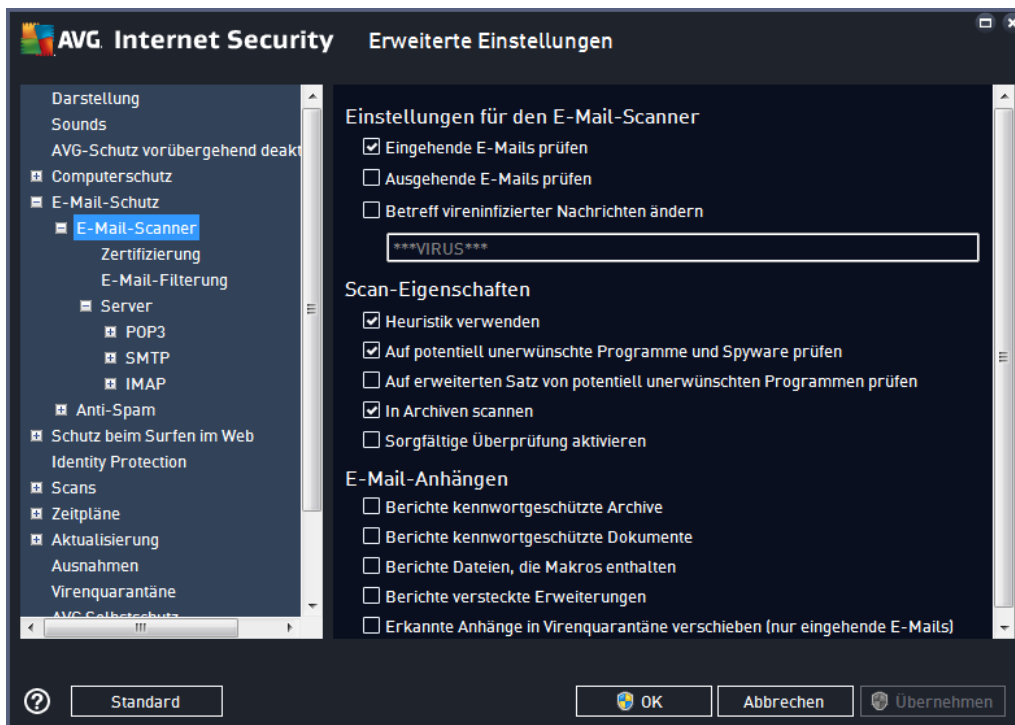 AVG. Internet Security Erweiterte Einstellungen
Darstellung
Sounds
AVG-Schutz vorübergehend deakt
Computerschutz
E-Mail-Schutz
E-Mail-Scanner
Zertifizierung
E-Mail-Filterung
Server
POP3
SMTP
IMAP
Anti-Spam
Schutz beim Surfen im Web
Identity Protection
Scans
Zeitpläne
Aktualisierung
Ausnahmen
Virenquarantäne
AVG Selbstschutz
Einstellungen für den E-Mail-Scanner
Eingehende E-Mails prüfen
Ausgehende E-Mails prüfen
Betreff vireninfizierter Nachrichten ändern
***VIRUS***
Scan-Eigenschaften
Heuristik verwenden
Auf potentiell unerwünschte Programme und Spyware prüfen
Auf erweiterten Satz von potentiell unerwünschten Programmen prüfen
In Archiven scannen
Sorgfältige Überprüfung aktivieren
E-Mail-Anhängen
Berichte kennwortgeschützte Archive
Berichte kennwortgeschützte Dokumente
Berichte Dateien, die Makros enthalten
Berichte versteckte Erweiterungen
Erkannte Anhänge in Virenquarantäne verschieben (nur eingehende E-Mails)
Standard
OK
Abbrechen
Übernehmen